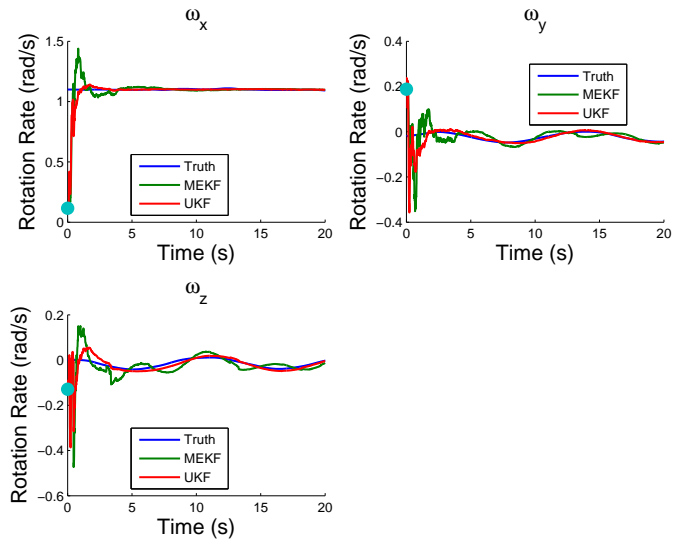 ω_x
Rotation Rate (rad/s)
1.5
1
0.5
0
Truth
MEKF
UKF
0 5 10 15 20
Time (s)
ω_y
Rotation Rate (rad/s)
0.4
0.2
0
−0.2
−0.4
Truth
MEKF
UKF
0 5 10 15 20
Time (s)
ω_z
Rotation Rate (rad/s)
0.2
0
−0.2
−0.4
−0.6
Truth
MEKF
UKF
0 5 10 15 20
Time (s)